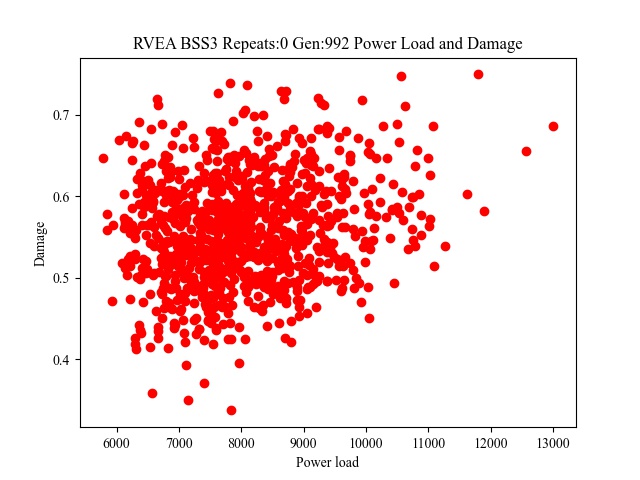 RVEA BSS3 Repeats:0 Gen:992 Power Load and Damage
0.7
0.6
0.5
0.4
Damage
6000 7000 8000 9000 10000 11000 12000 13000
Power load